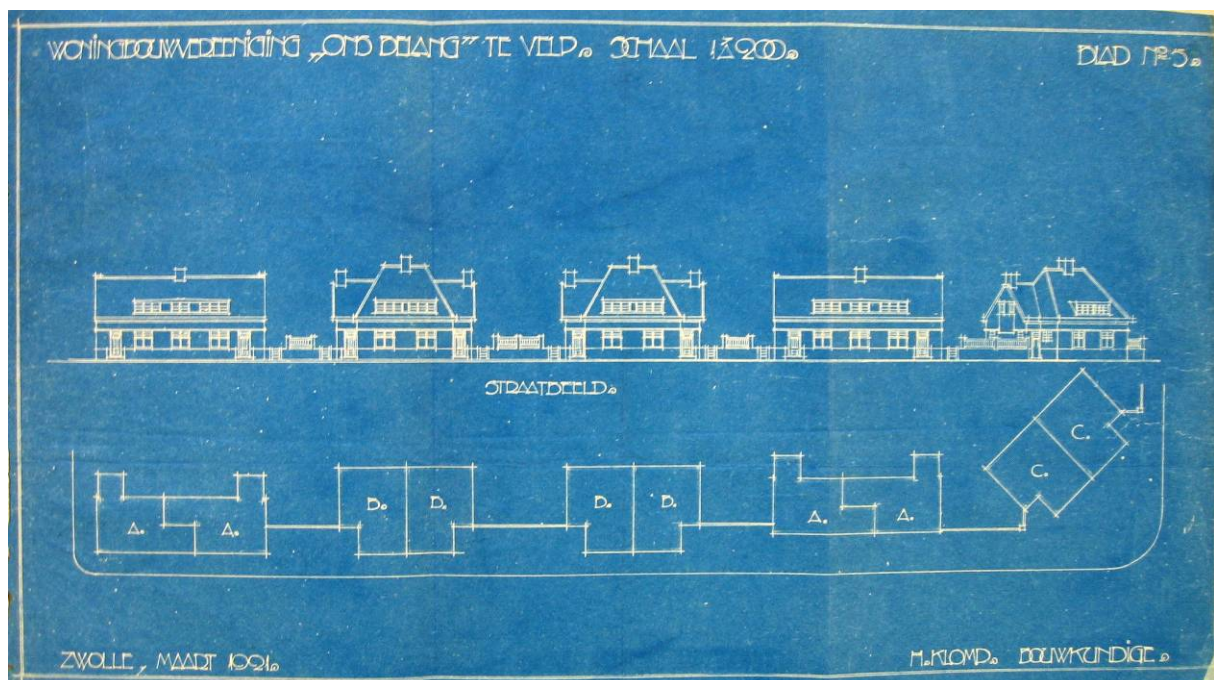 WONINGBOUWVEREENIGING „ONS BELANG” TE VELP. SCHAAL 1:200. BLAD No 5.
STRAATBEELD.
C.
C.
B. B. B. B.
A. A. A. A.
ZWOLLE, MAART 1921. H. KLOMP. BOUWKUNDIGE.